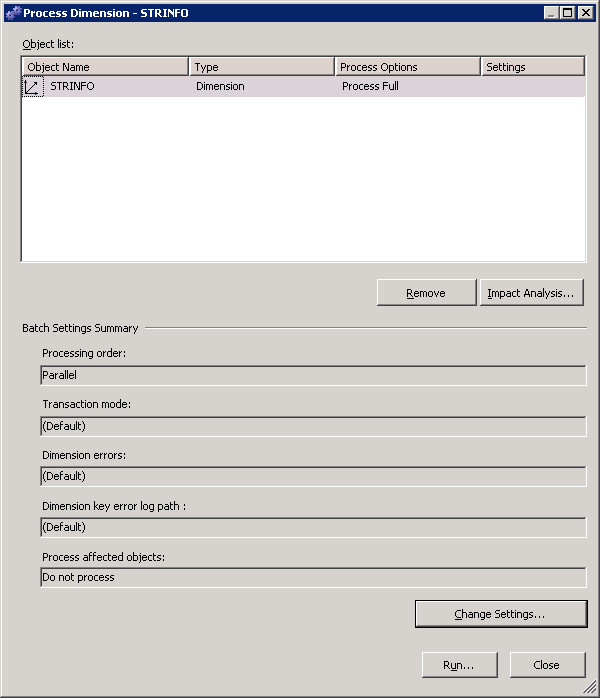 Process Dimension - STRINFO
Object list:
Object Name Type Process Options Settings
STRINFO Dimension Process Full
Remove Impact Analysis...
Batch Settings Summary
Processing order:
Parallel
Transaction mode:
(Default)
Dimension errors:
(Default)
Dimension key error log path :
(Default)
Process affected objects:
Do not process
Change Settings...
Run... Close